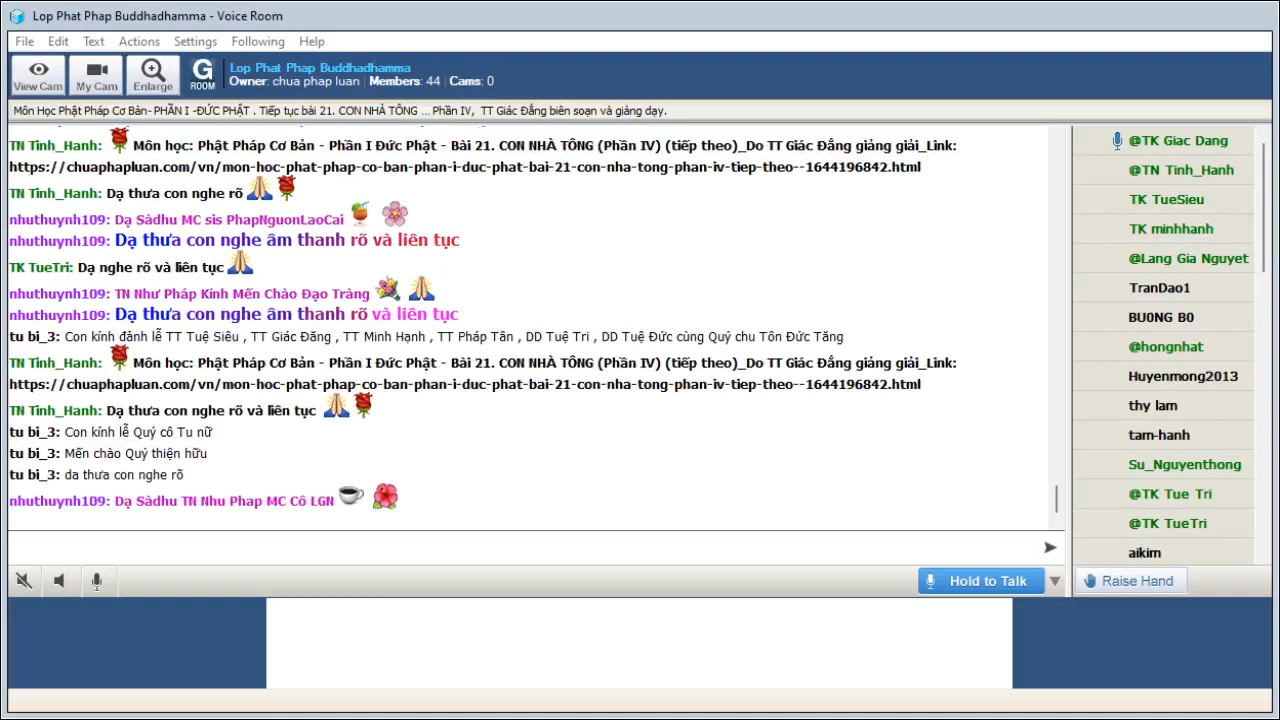 Lop Phat Phap Buddhadhamma - Voice Room
File Edit Text Actions Settings Following Help
View Cam My Cam Enlarge G ROOM
Lop Phat Phap Buddhadhamma
Owner: chua phap luan | Members: 44 | Cams: 0
Môn Học Phật Pháp Cơ Bản- PHẦN I -ĐỨC PHẬT . Tiếp tục bài 21. CON NHÀ TÔNG ... Phần IV, TT Giác Đẳng biên soạn và giảng dạy.
TN Tinh_Hanh: Môn học: Phật Pháp Cơ Bản - Phần I Đức Phật - Bài 21. CON NHÀ TÔNG (Phần IV) (tiếp theo)_Do TT Giác Đẳng giảng giải_Link:
https://chuaphapluan.com/vn/mon-hoc-phat-phap-co-ban-phan-i-duc-phat-bai-21-con-nha-tong-phan-iv-tiep-theo--1644196842.html
TN Tinh_Hanh: Dạ thưa con nghe rõ
nhuthuynh109: Dạ Sàdhu MC sis PhapNguonLaoCai
nhuthuynh109: Dạ thưa con nghe âm thanh rõ và liên tục
TK TueTri: Dạ nghe rõ và liên tục
nhuthuynh109: TN Như Pháp Kính Mến Chào Đạo Tràng
nhuthuynh109: Dạ thưa con nghe âm thanh rõ và liên tục
tu bi_3: Con kính đãnh lễ TT Tuệ Siêu , TT Giác Đăng , TT Minh Hạnh , TT Pháp Tân , DD Tuệ Tri , DD Tuệ Đức cùng Quý chu Tôn Đức Tăng
TN Tinh_Hanh: Môn học: Phật Pháp Cơ Bản - Phần I Đức Phật - Bài 21. CON NHÀ TÔNG (Phần IV) (tiếp theo)_Do TT Giác Đẳng giảng giải_Link:
https://chuaphapluan.com/vn/mon-hoc-phat-phap-co-ban-phan-i-duc-phat-bai-21-con-nha-tong-phan-iv-tiep-theo--1644196842.html
TN Tinh_Hanh: Dạ thưa con nghe rõ và liên tục
tu bi_3: Con kính lễ Quý cô Tu nữ
tu bi_3: Mến chào Quý thiện hữu
tu bi_3: da thưa con nghe rõ
nhuthuynh109: Dạ Sàdhu TN Nhu Phap MC Cô LGN
Hold to Talk
@TK Giac Dang
@TN Tinh_Hanh
TK TueSieu
TK minhhanh
@Lang Gia Nguyet
TranDao1
BU0NG B0
@hongnhat
Huyenmong2013
thy lam
tam-hanh
Su_Nguyenthong
@TK Tue Tri
@TK TueTri
aikim
Raise Hand